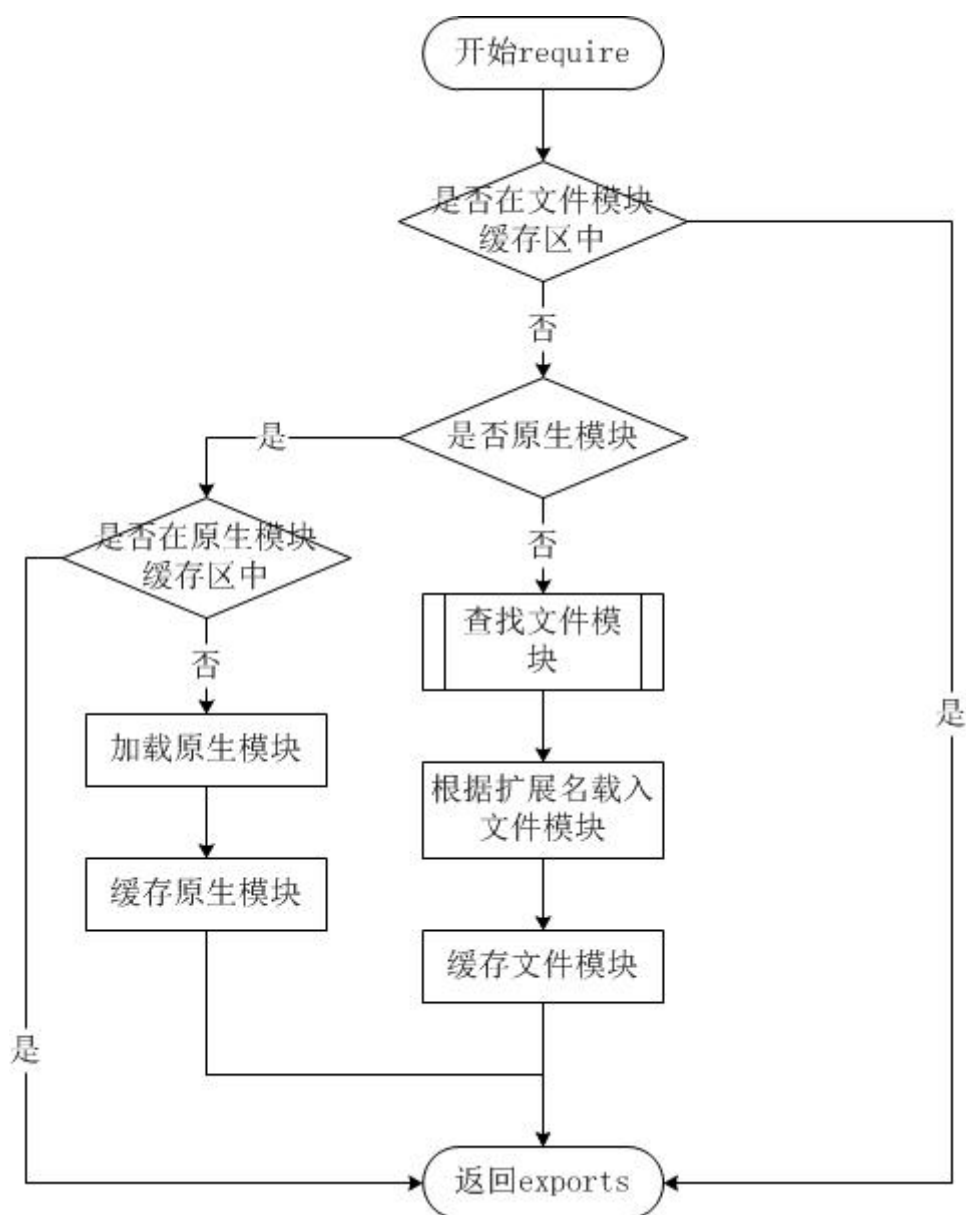 开始require
是否在文件模块
缓存区中
否
是否原生模块
是
是否在原生模块
缓存区中
否
查找文件模
块
否
加载原生模块
是
根据扩展名载入
文件模块
缓存原生模块
缓存文件模块
是
返回exports